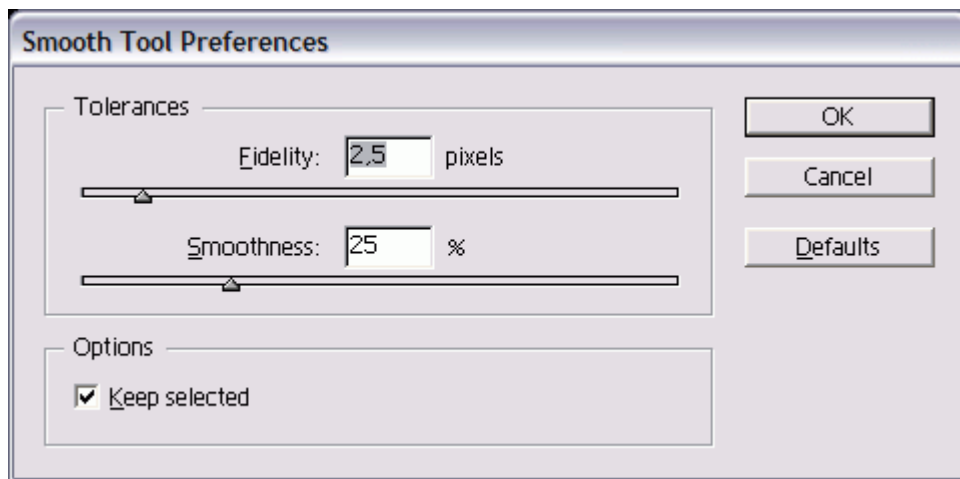 Smooth Tool Preferences
Tolerances
Fidelity: 2,5 pixels
Smoothness: 25 %
Options
Keep selected
OK
Cancel
Defaults